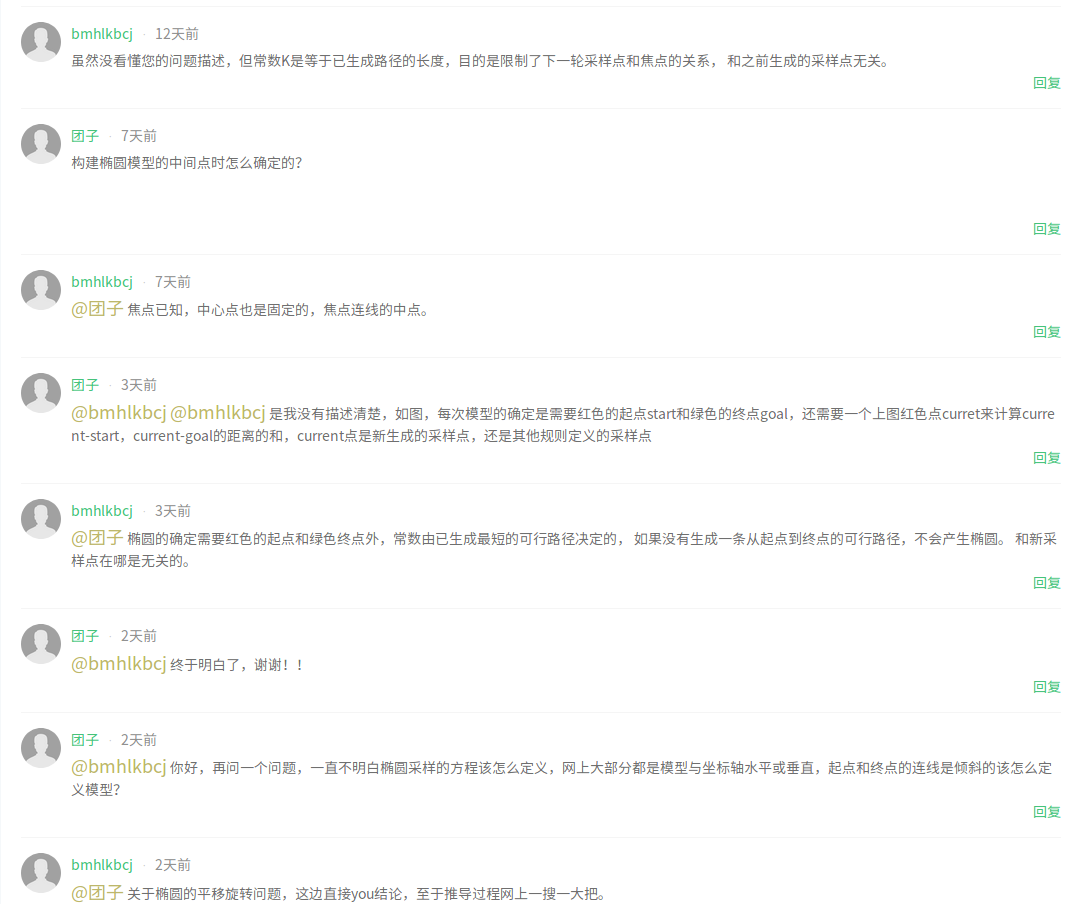 bmhlkbcj · 12天前
虽然没看懂您的问题描述，但常数K是等于已生成路径的长度，目的是限制了下一轮采样点和焦点的关系， 和之前生成的采样点无关。
回复
团子 · 7天前
构建椭圆模型的中间点时怎么确定的？
回复
bmhlkbcj · 7天前
@团子 焦点已知，中心点也是固定的，焦点连线的中点。
回复
团子 · 3天前
@bmhlkbcj @bmhlkbcj 是我没有描述清楚，如图，每次模型的确定是需要红色的起点start和绿色的终点goal，还需要一个上图红色点curret来计算curre
nt-start，current-goal的距离的和，current点是新生成的采样点，还是其他规则定义的采样点
回复
bmhlkbcj · 3天前
@团子 椭圆的确定需要红色的起点和绿色终点外，常数由已生成最短的可行路径决定的， 如果没有生成一条从起点到终点的可行路径，不会产生椭圆。 和新采
样点在哪是无关的。
回复
团子 · 2天前
@bmhlkbcj 终于明白了，谢谢！！
回复
团子 · 2天前
@bmhlkbcj 你好，再问一个问题，一直不明白椭圆采样的方程该怎么定义，网上大部分都是模型与坐标轴水平或垂直，起点和终点的连线是倾斜的该怎么定
义模型？
回复
bmhlkbcj · 2天前
@团子 关于椭圆的平移旋转问题，这边直接you结论，至于推导过程网上一搜一大把。